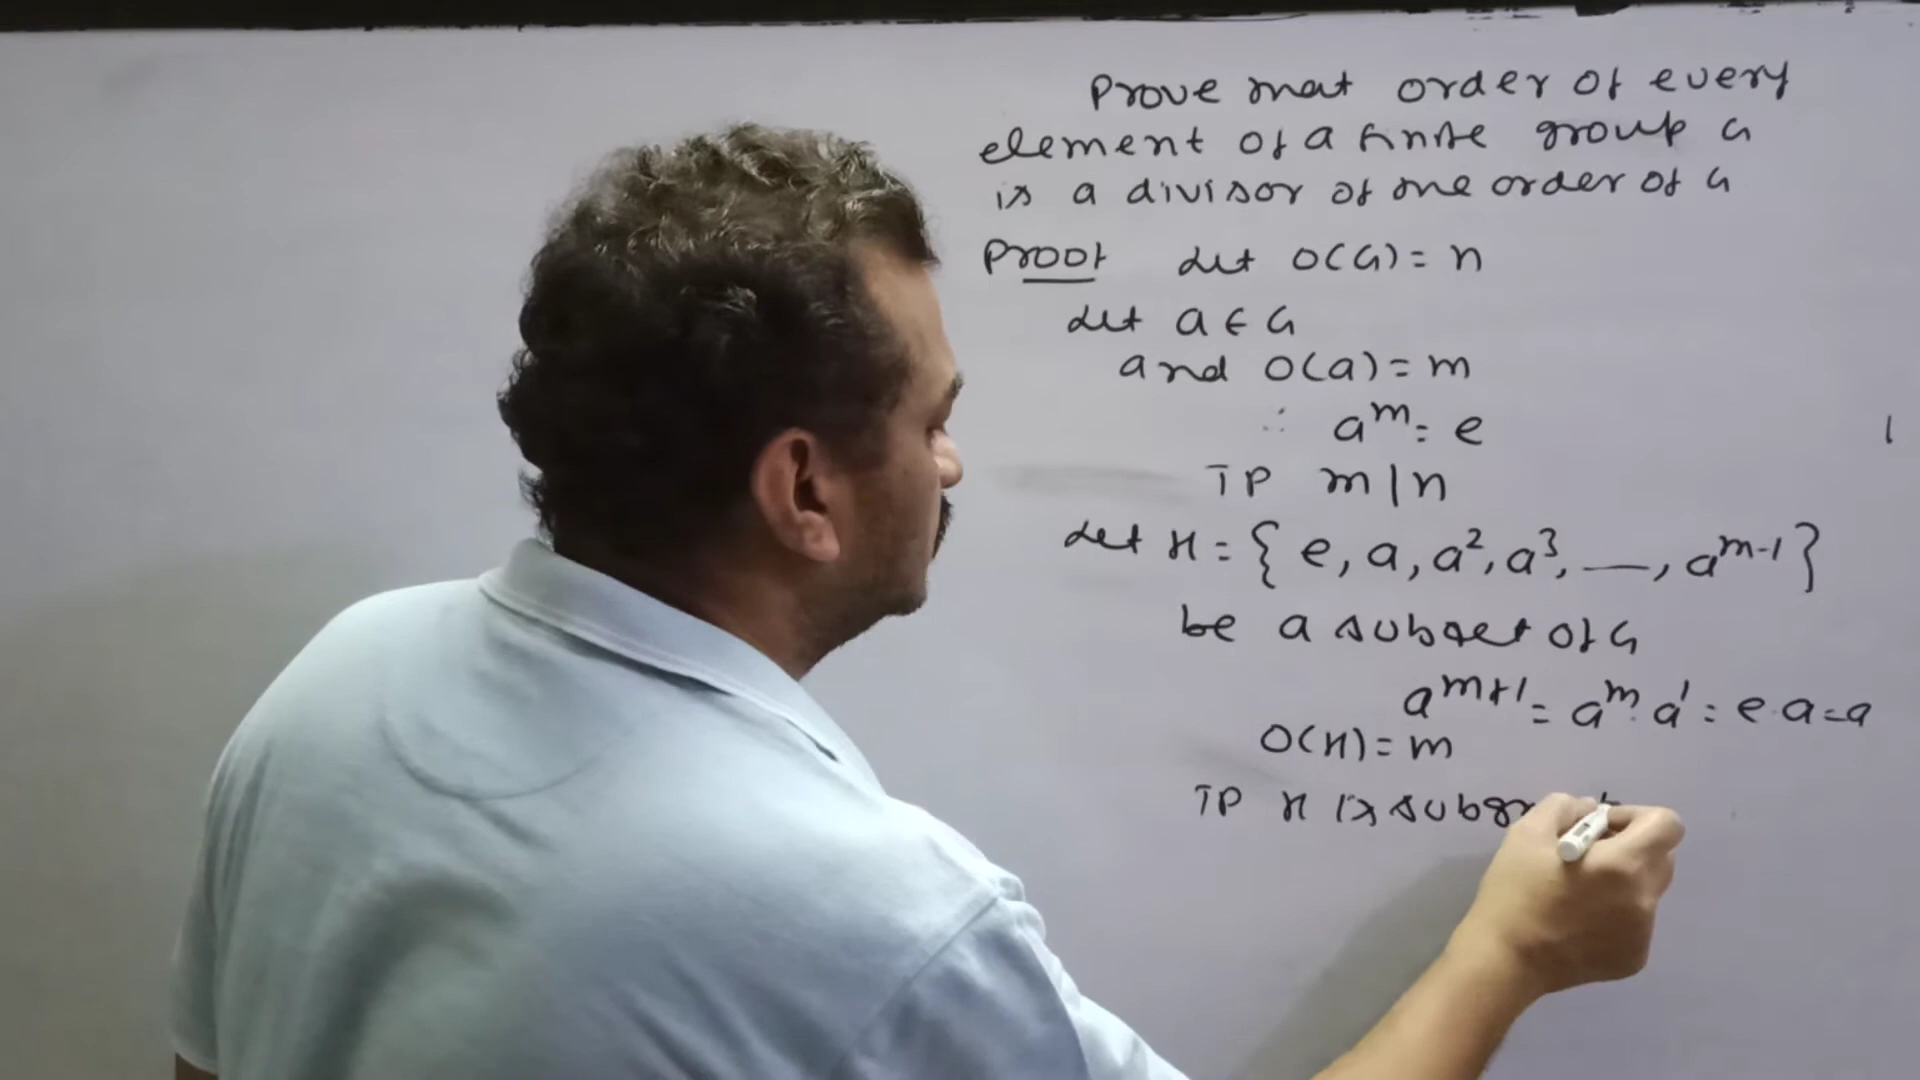 Prove that order of every
element of a finite group G
is a divisor of the order of G
Proof Let O(G) = n
Let a ∈ G
and O(a) = m
∴ a^m = e
TP m | n
Let H = { e, a, a², a³, —, a^{m-1} }
be a subset of G
a^{m+1} = a^m · a¹ = e · a = a
O(H) = m
TP H is